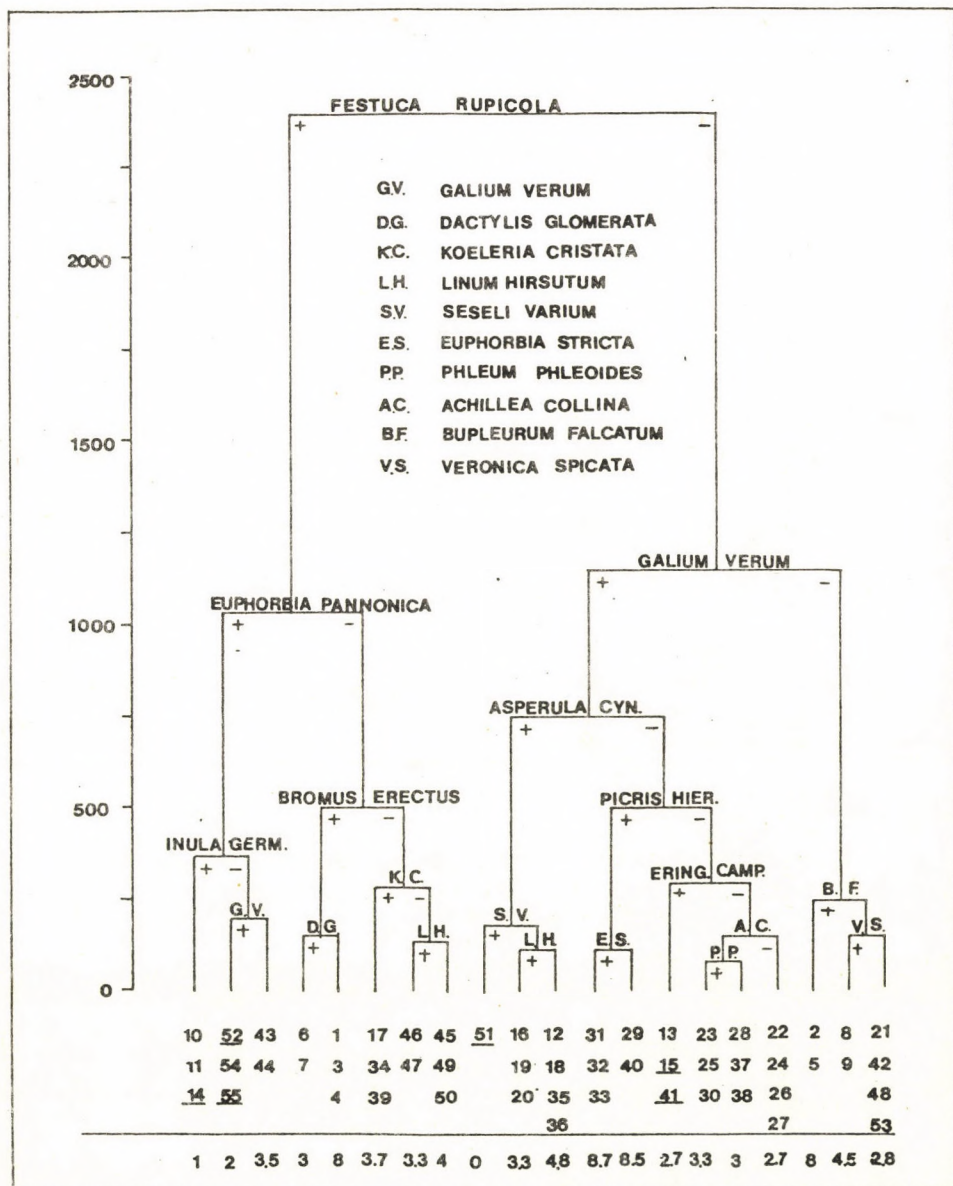 2500
FESTUCA RUPICOLA
+ −
G.V. GALIUM VERUM
D.G. DACTYLIS GLOMERATA
2000
K.C. KOELERIA CRISTATA
L.H. LINUM HIRSUTUM
S.V. SESELI VARIUM
E.S. EUPHORBIA STRICTA
P.P. PHLEUM PHLEOIDES
A.C. ACHILLEA COLLINA
1500
B.F. BUPLEURUM FALCATUM
V.S. VERONICA SPICATA
GALIUM VERUM
+ −
EUPHORBIA PANNONICA
1000
+ −
ASPERULA CYN.
+ −
BROMUS ERECTUS
PICRIS HIER.
500
+ − + −
INULA GERM.
+ −
K. C.
ERING. CAMP.
+ − + −
B. F.
G. V.
S. V.
+
D. G
L. H.
L. H.
E. S.
A. C.
V. S.
+ + + + + + − +
P. P.
+
0
10 52 43 6 1 17 46 45 51 16 12 31 29 13 23 28 22 2 8 21
11 54 44 7 3 34 47 49 19 18 32 40 15 25 37 24 5 9 42
14 55 4 39 50 20 35 33 41 30 38 26 48
36 27 53
1 2 3,5 3 8 3.7 3.3 4 0 3,3 4,8 8.7 8.5 2.7 3,3 3 2.7 8 4.5 2.8